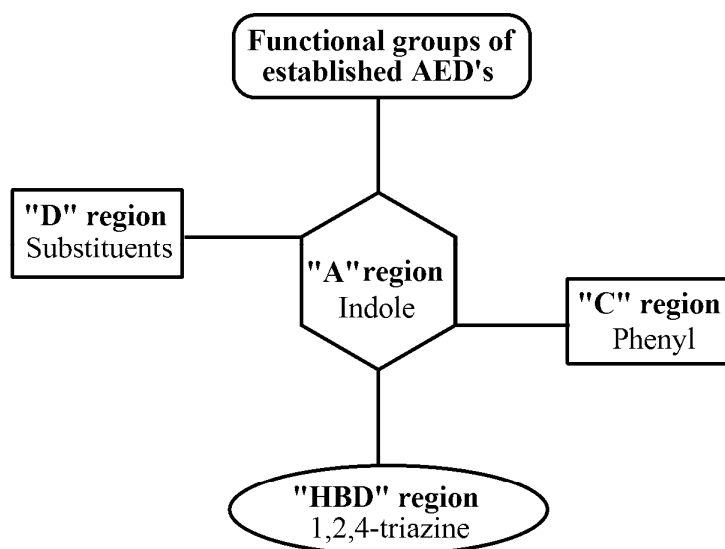 Functional groups of
established AED's
"D" region
Substituents
"A"region
Indole
"C" region
Phenyl
"HBD" region
1,2,4-triazine